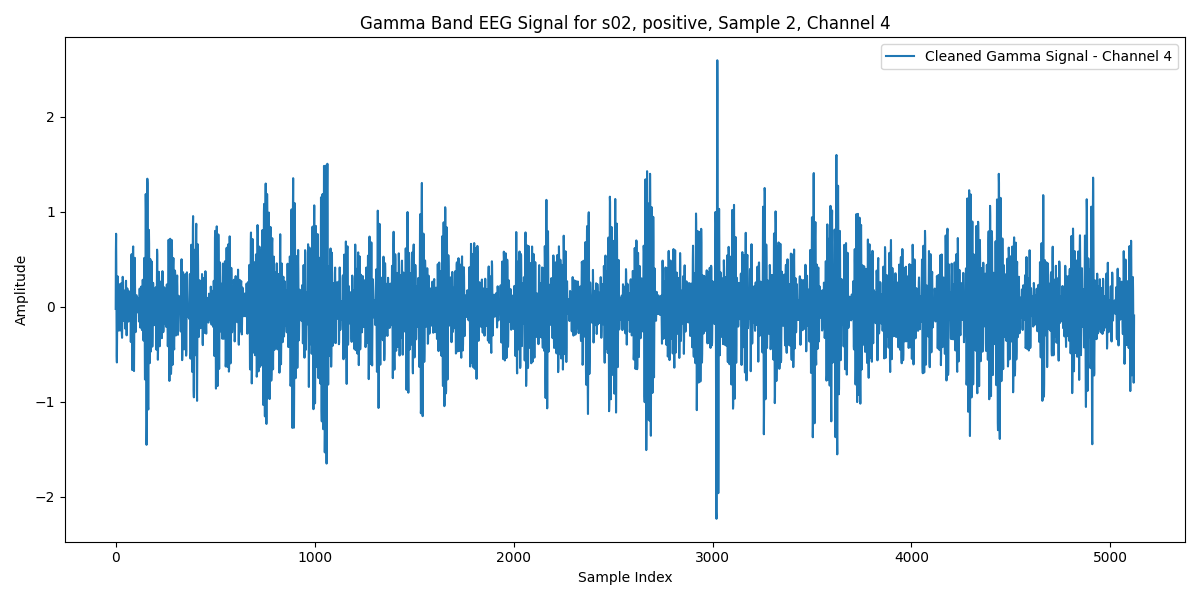 Gamma Band EEG Signal for s02, positive, Sample 2, Channel 4
Cleaned Gamma Signal - Channel 4
Amplitude
2
1
0
−1
−2
0 1000 2000 3000 4000 5000
Sample Index